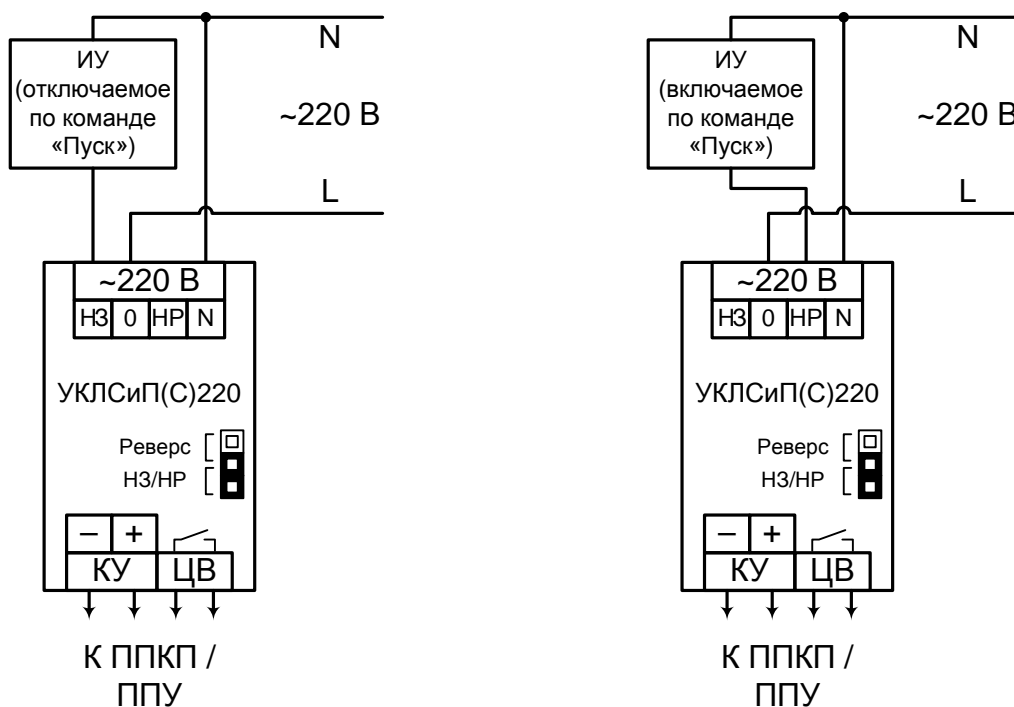 N
ИУ
(отключаемое
по команде
«Пуск»)
~220 В
L
~220 В
НЗ 0 НР N
УКЛСиП(С)220
Реверс
НЗ/НР
– +
КУ ЦВ
К ППКП /
ППУ
N
ИУ
(включаемое
по команде
«Пуск»)
~220 В
L
~220 В
НЗ 0 НР N
УКЛСиП(С)220
Реверс
НЗ/НР
– +
КУ ЦВ
К ППКП /
ППУ